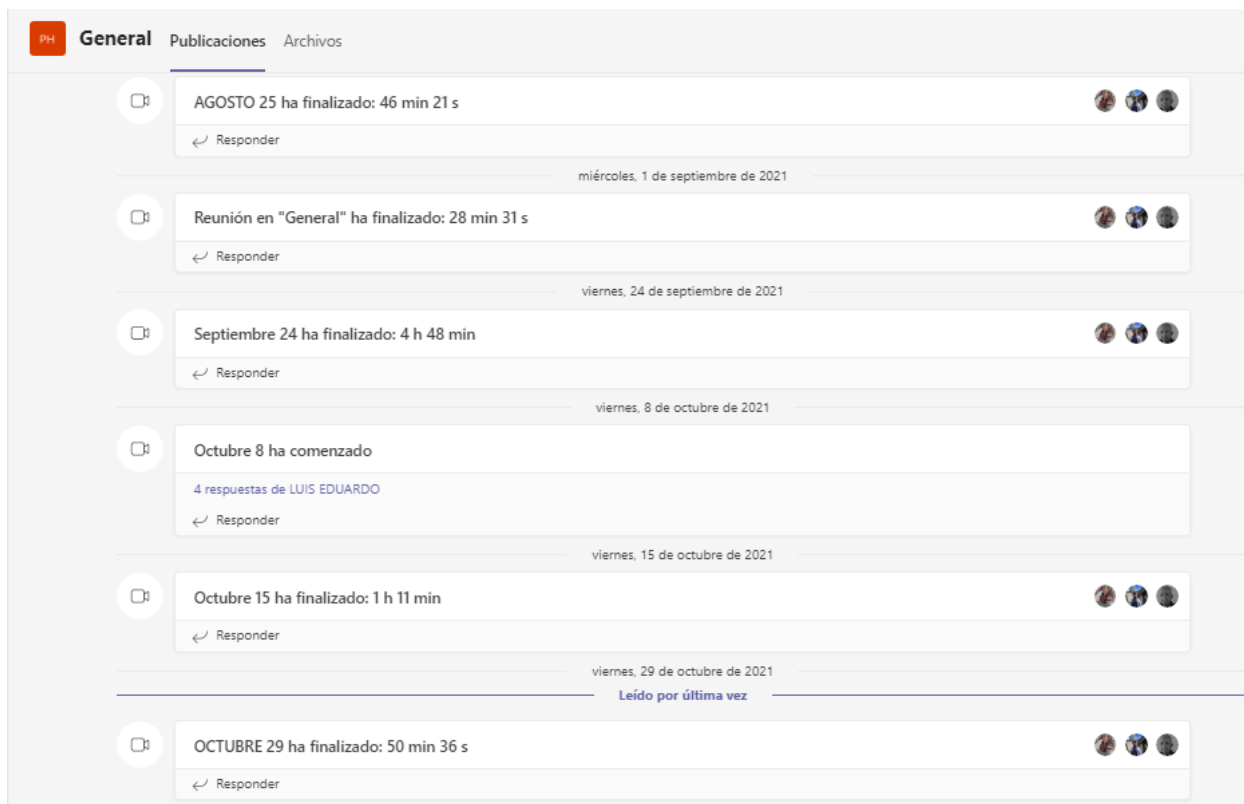 PH General Publicaciones Archivos
AGOSTO 25 ha finalizado: 46 min 21 s
Responder
miércoles, 1 de septiembre de 2021
Reunión en "General" ha finalizado: 28 min 31 s
Responder
viernes, 24 de septiembre de 2021
Septiembre 24 ha finalizado: 4 h 48 min
Responder
viernes, 8 de octubre de 2021
Octubre 8 ha comenzado
4 respuestas de LUIS EDUARDO
Responder
viernes, 15 de octubre de 2021
Octubre 15 ha finalizado: 1 h 11 min
Responder
viernes, 29 de octubre de 2021
Leído por última vez
OCTUBRE 29 ha finalizado: 50 min 36 s
Responder